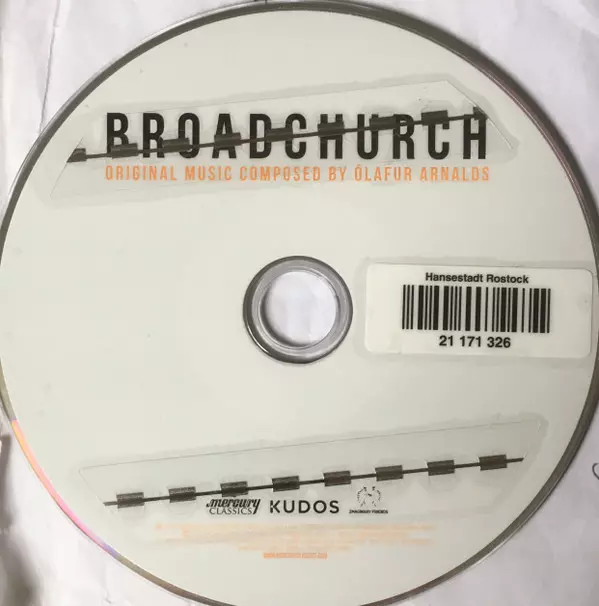 BROADCHURCH
ORIGINAL MUSIC COMPOSED BY ÓLAFUR ARNALDS
Hansestadt Rostock
21 171 326
mercury
CLASSICS
KUDOS